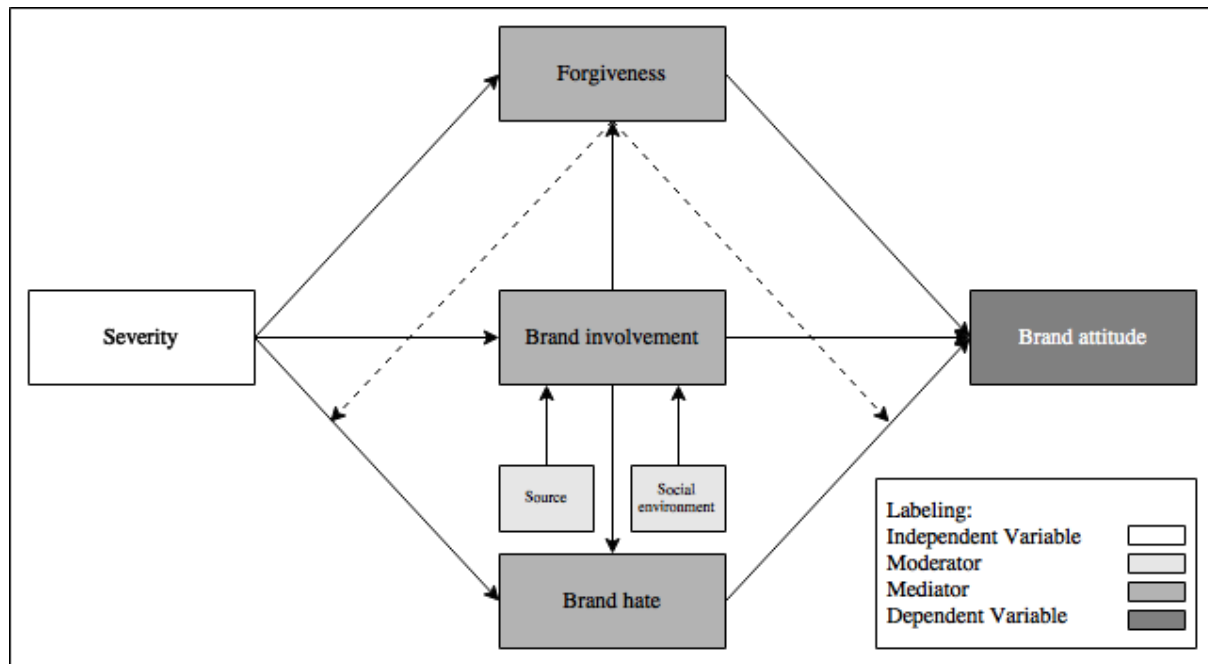 Forgiveness
Severity
Brand involvement
Brand attitude
Source
Social
environment
Brand hate
Labeling:
Independent Variable
Moderator
Mediator
Dependent Variable